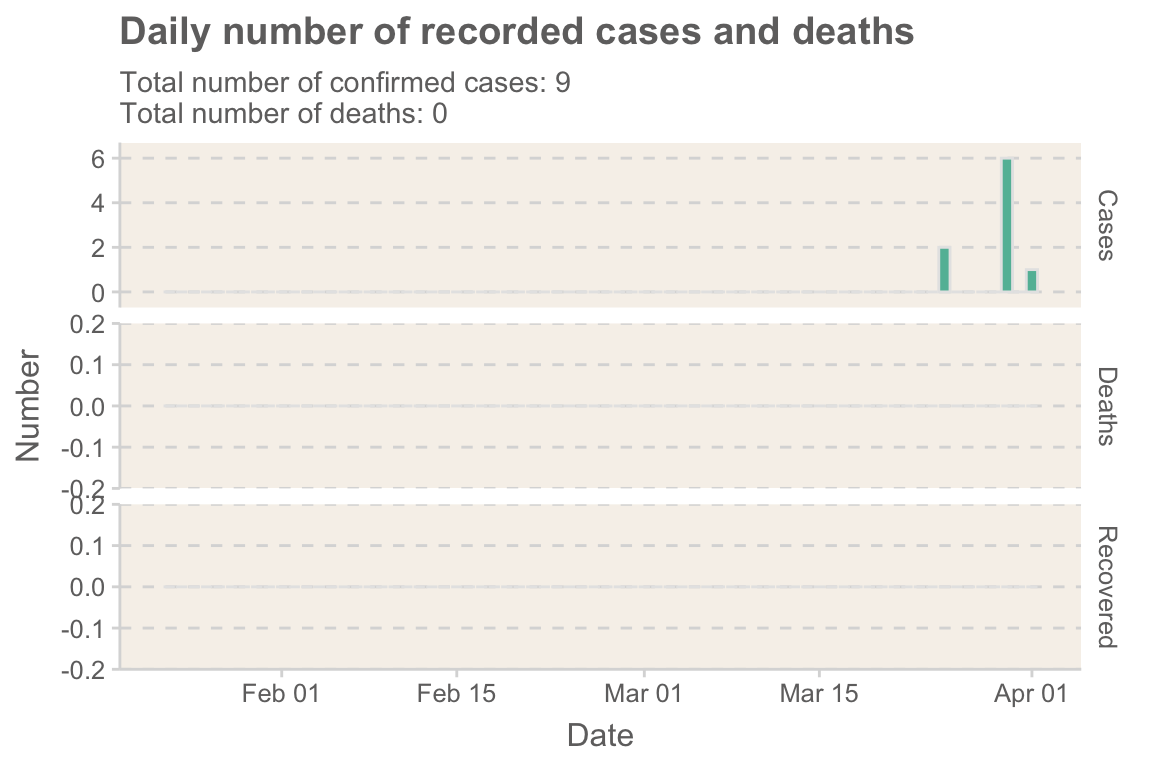 Daily number of recorded cases and deaths
Total number of confirmed cases: 9
Total number of deaths: 0
6
4
2
0
Cases
0.2
0.1
0.0
-0.1
-0.2
Deaths
0.2
0.1
0.0
-0.1
-0.2
Recovered
Number
Feb 01 Feb 15 Mar 01 Mar 15 Apr 01
Date